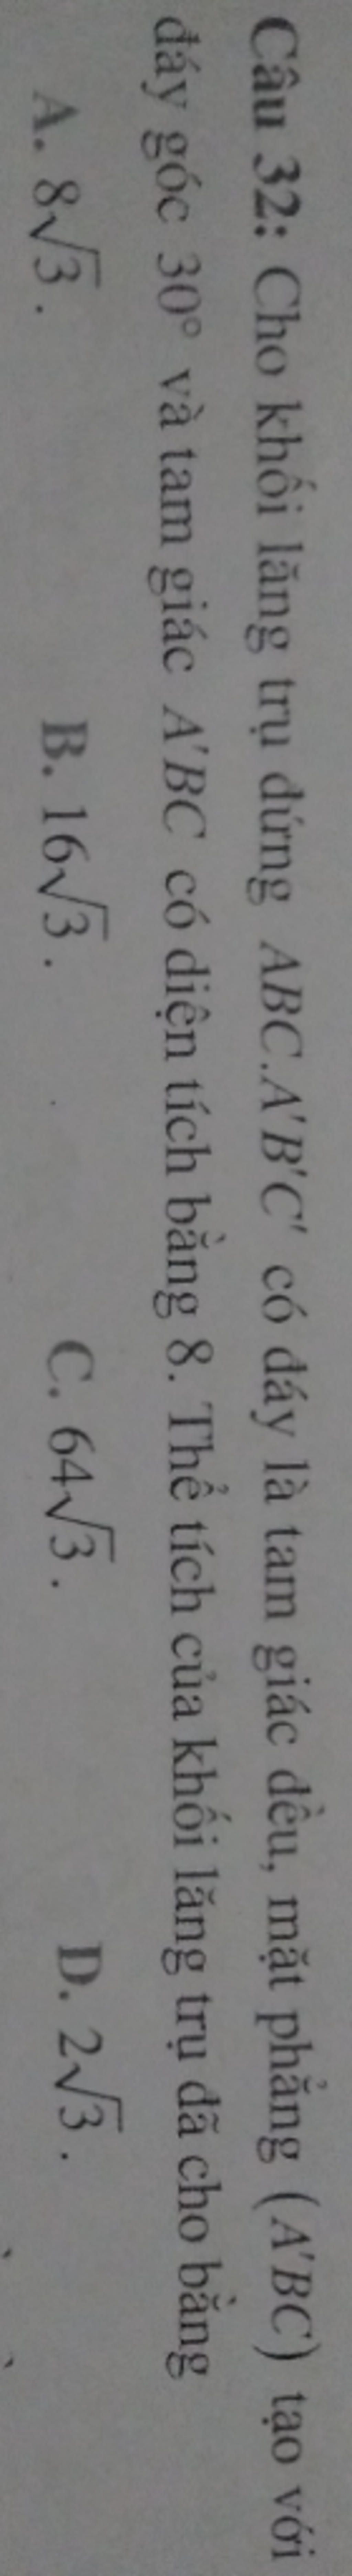 Câu 32: Cho khối lăng trụ đứng ABC.A'B'C' có đáy là tam giác đều, mặt phẳng (A'BC) tạo với
đáy góc 30° và tam giác A'BC có diện tích bằng 8. Thể tích của khối lăng trụ đã cho bằng
A. 8√3. B. 16√3. C. 64√3. D. 2√3.